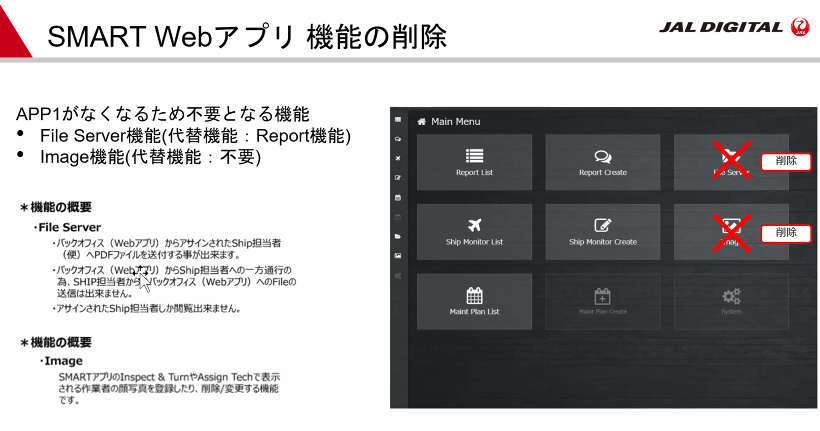 SMART Webアプリ 機能の削除
JAL DIGITAL
JAL
APP1がなくなるため不要となる機能
• File Server機能(代替機能：Report機能)
• Image機能(代替機能：不要)
＊機能の概要
・File Server
・バックオフィス（Webアプリ）からアサインされたShip担当者
（便）へPDFファイルを送付する事が出来ます。
・バックオフィス（Webアプリ）からShip担当者への一方通行の
為、SHIP担当者から バックオフィス（Webアプリ）へのFileの
送信は出来ません。
・アサインされたShip担当者しか閲覧出来ません。
＊機能の概要
・Image
SMARTアプリのInspect & TurnやAssign Techで表示
される作業者の顔写真を登録したり、削除/変更する機能
です。
Main Menu
Report List
Report Create
File Server
削除
Ship Monitor List
Ship Monitor Create
Image
削除
Maint Plan List
Maint Plan Create
System